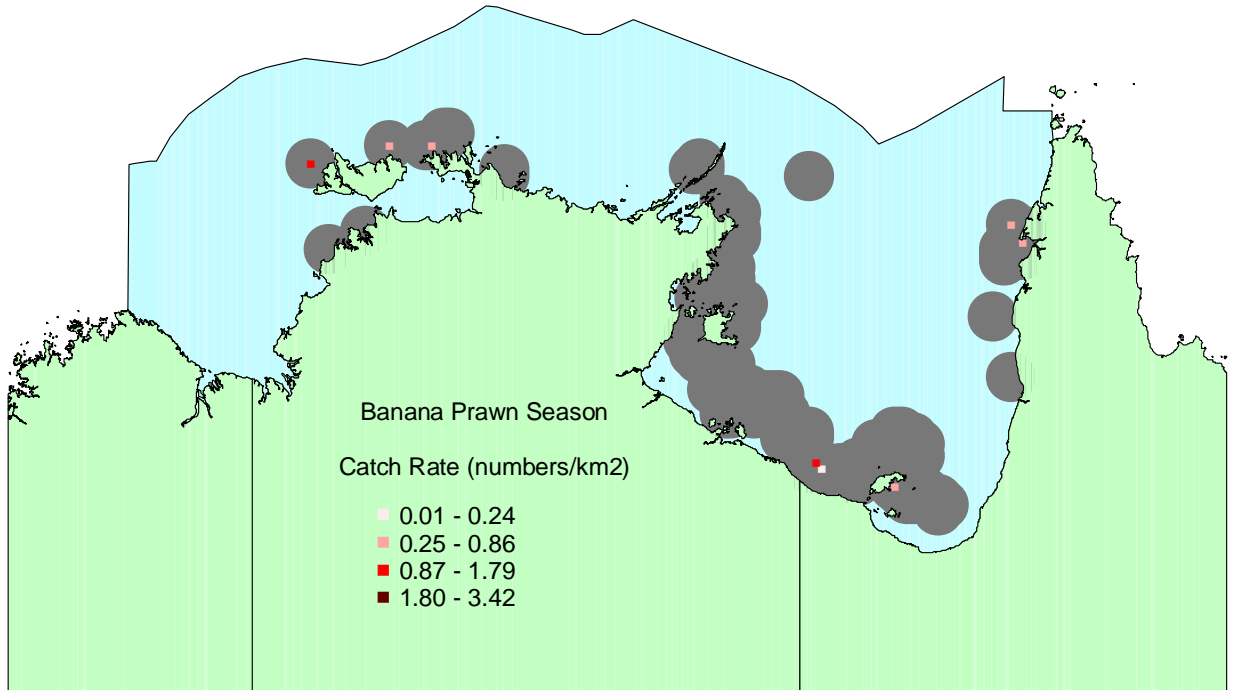 Banana Prawn Season
Catch Rate (numbers/km2)
0.01 - 0.24
0.25 - 0.86
0.87 - 1.79
1.80 - 3.42